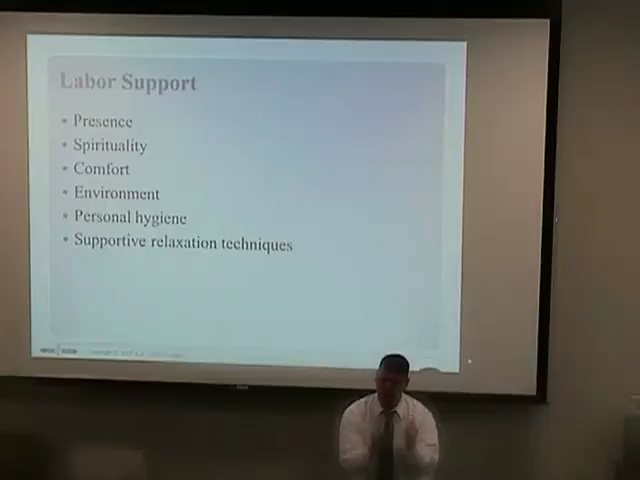 Labor Support
• Presence
• Spirituality
• Comfort
• Environment
• Personal hygiene
• Supportive relaxation techniques